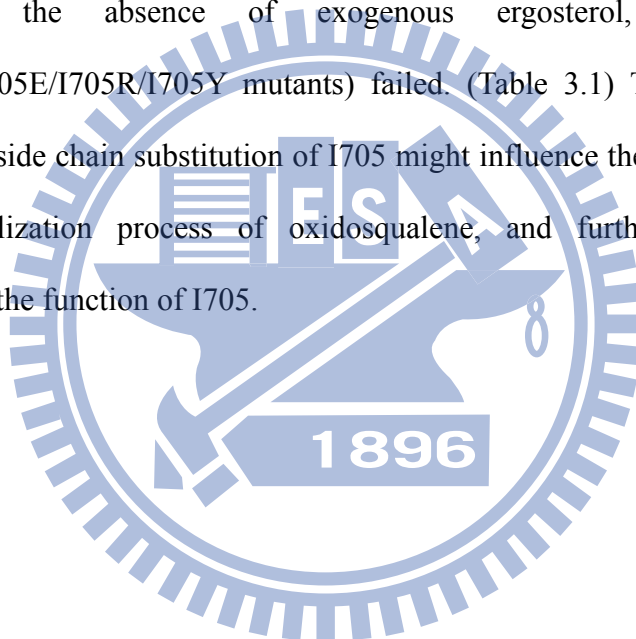 the absence of exogenous ergosterol,
05E/I705R/I705Y mutants) failed. (Table 3.1)
side chain substitution of I705 might influence the
lization process of oxidosqualene, and furth
the function of I705.
E S A
8
1896